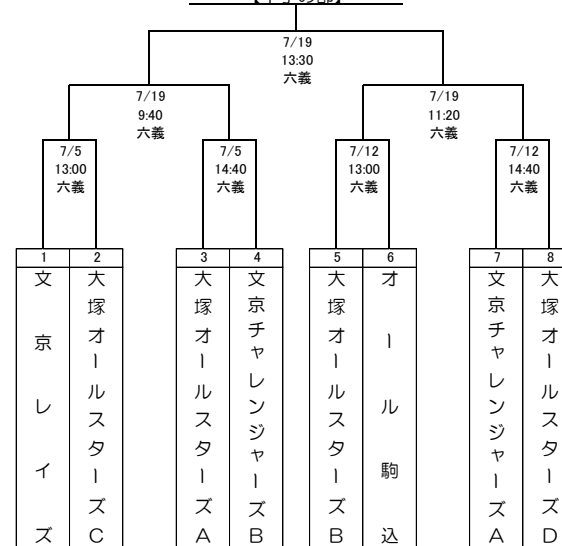 7/19
13:30
六義
7/19
9:40
六義
7/19
11:20
六義
7/5
13:00
六義
7/5
14:40
六義
7/12
13:00
六義
7/12
14:40
六義
1
2
3
4
5
6
7
8
文京レイズ
大塚オールスターズC
大塚オールスターズA
文京チャレンジャーズB
大塚オールスターズB
オール駒込
文京チャレンジャーズA
大塚オールスターズD